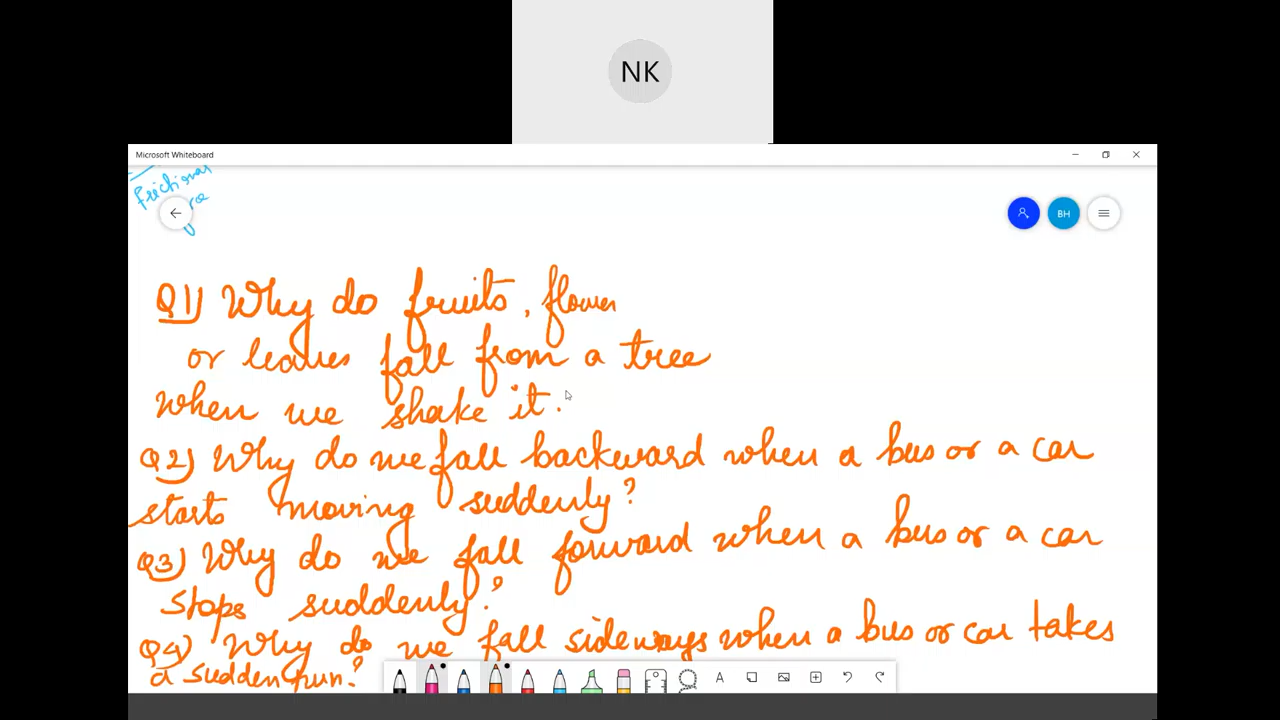 NK
Microsoft Whiteboard
frictional
BH
Q1) Why do fruits, flower
or leaves fall from a tree
when we shake it.
Q2) Why do we fall backward when a bus or a car
starts moving suddenly?
Q3) Why do we fall forward when a bus or a car
stops suddenly?
Q4) Why do we fall sideways when a bus or car takes
a sudden
A